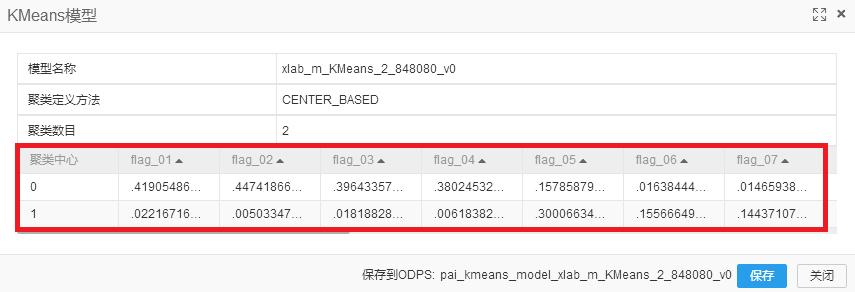 KMeans模型
模型名称 xlab_m_KMeans_2_848080_v0
聚类定义方法 CENTER_BASED
聚类数目 2
聚类中心 flag_01 flag_02 flag_03 flag_04 flag_05 flag_06 flag_07
0 .41905486... .44741866... .39643357... .38024532... .15785879... .01638444... .01465938...
1 .02216716... .00503347... .01818828... .00618382... .30006634... .15566649... .14437107...
保存到ODPS: pai_kmeans_model_xlab_m_KMeans_2_848080_v0 保存 关闭